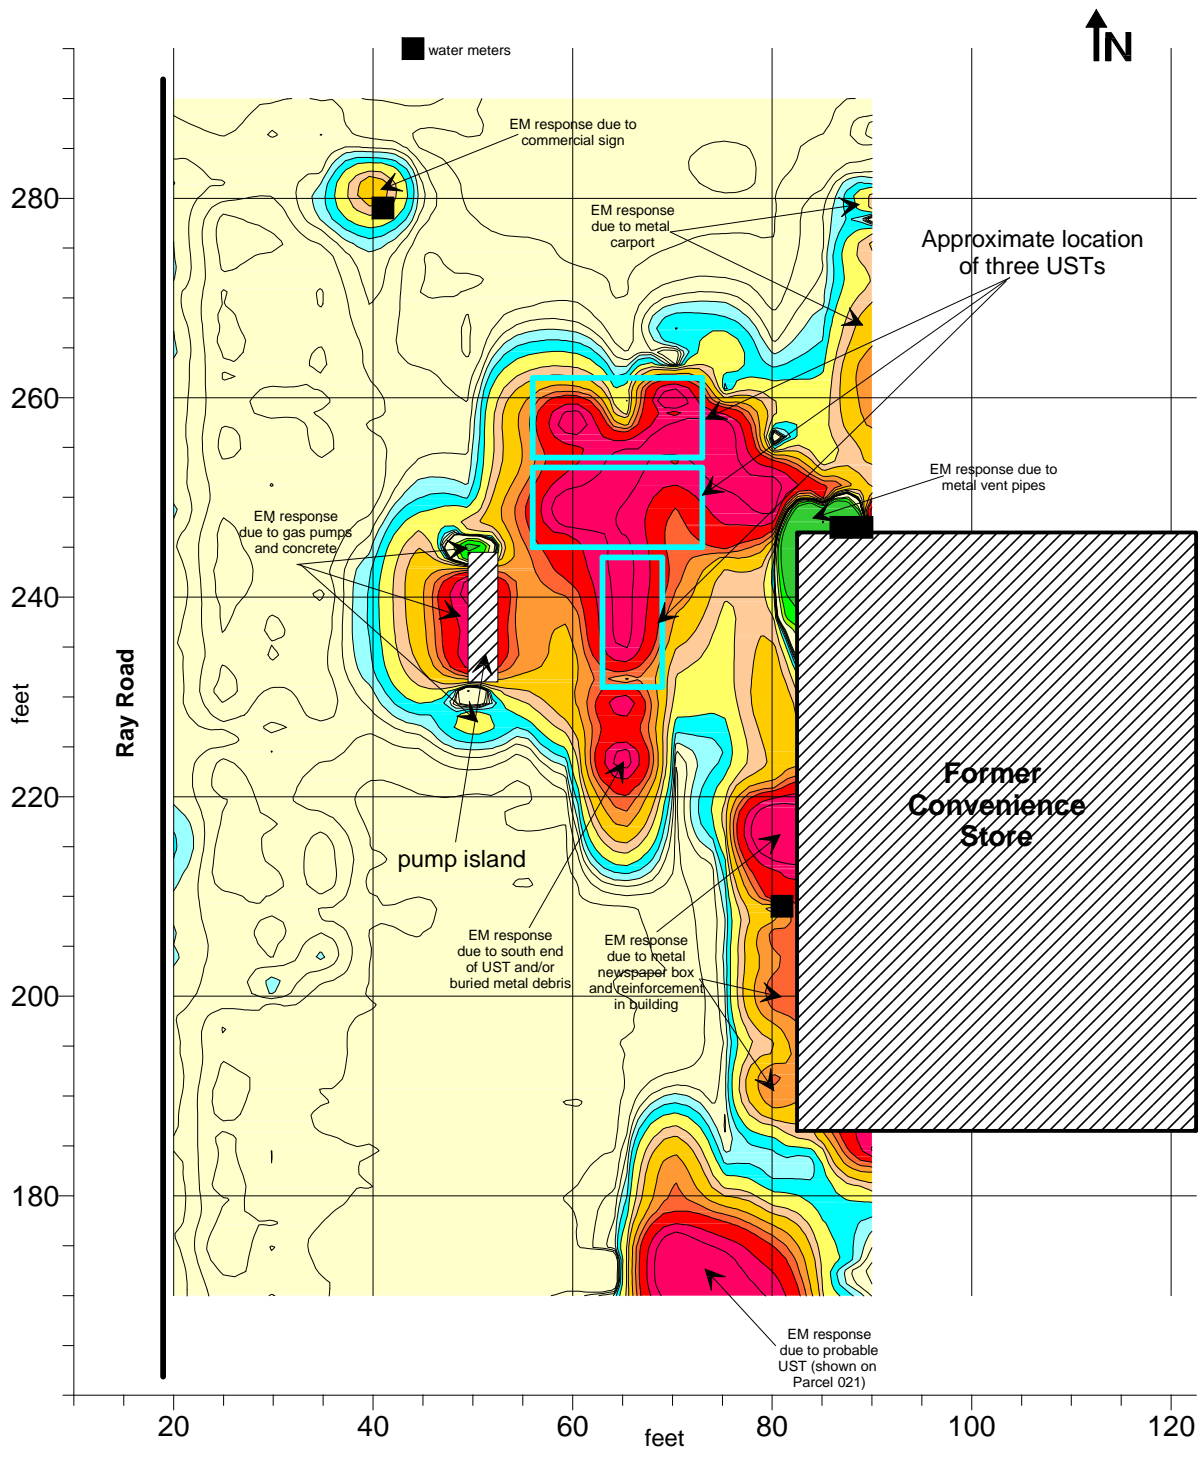 N
water meters
EM response due to
commercial sign
280
EM response
due to metal
carport
Approximate location
of three USTs
260
EM response due to
metal vent pipes
EM response
due to gas pumps
and concrete
240
feet
Ray Road
220
Former
Convenience
Store
pump island
EM response
due to south end
of UST and/or
buried metal debris
EM response
due to metal
newspaper box
and reinforcement
in building
200
180
EM response
due to probable
UST (shown on
Parcel 021)
20
40
60
80
100
120
feet